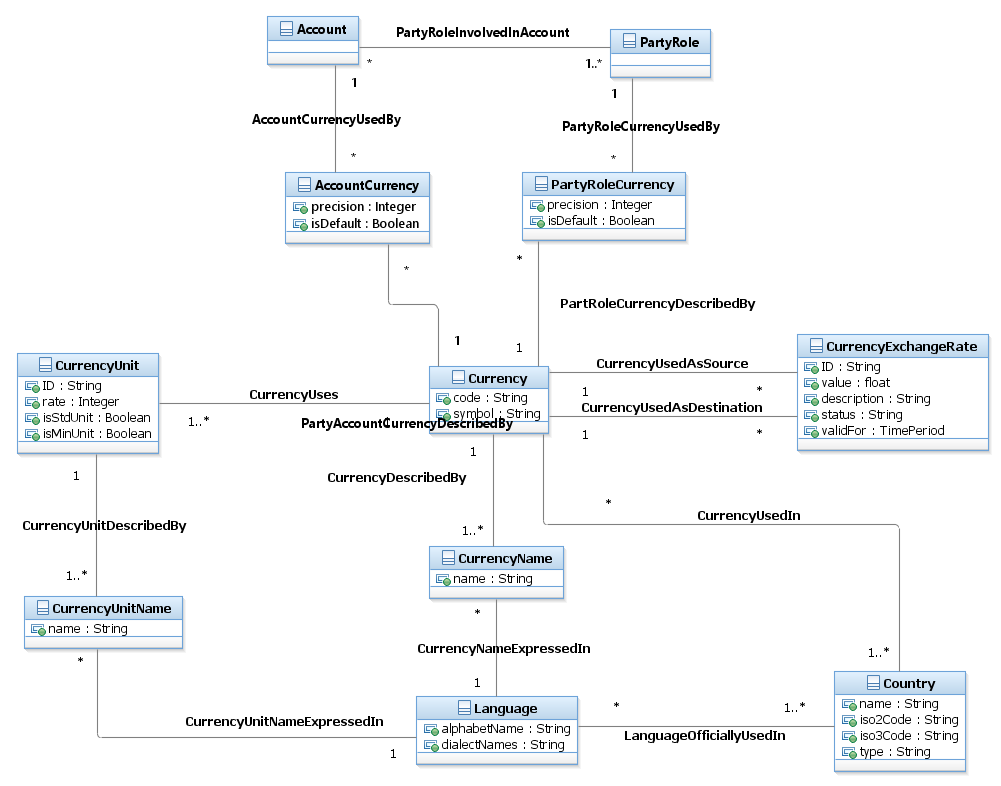 Account
PartyRoleInvolvedInAccount
PartyRole
*
1..*
1
1
AccountCurrencyUsedBy
PartyRoleCurrencyUsedBy
*
*
AccountCurrency
precision : Integer
isDefault : Boolean
PartyRoleCurrency
precision : Integer
isDefault : Boolean
*
*
PartRoleCurrencyDescribedBy
1
1
CurrencyUnit
ID : String
rate : Integer
isStdUnit : Boolean
isMinUnit : Boolean
CurrencyUses
1..*
Currency
code : String
symbol : String
PartyAccountCurrencyDescribedBy
CurrencyUsedAsSource
1
*
CurrencyUsedAsDestination
1
*
CurrencyExchangeRate
ID : String
value : float
description : String
status : String
validFor : TimePeriod
1
CurrencyUnitDescribedBy
1..*
1
CurrencyDescribedBy
1..*
*
CurrencyUsedIn
1..*
CurrencyName
name : String
CurrencyUnitName
name : String
*
CurrencyNameExpressedIn
1
*
CurrencyUnitNameExpressedIn
1
Language
alphabetName : String
dialectNames : String
*
1..*
LanguageOfficiallyUsedIn
Country
name : String
iso2Code : String
iso3Code : String
type : String